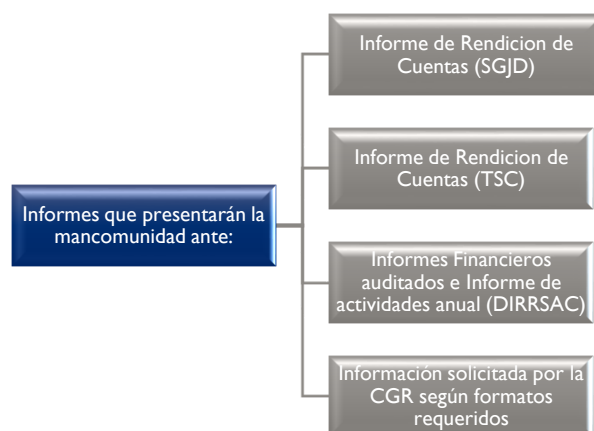 Informes que presentarán la
mancomunidad ante:
Informe de Rendicion de
Cuentas (SGJD)
Informe de Rendicion de
Cuentas (TSC)
Informes Financieros
auditados e Informe de
actividades anual (DIRRSAC)
Información solicitada por la
CGR según formatos
requeridos